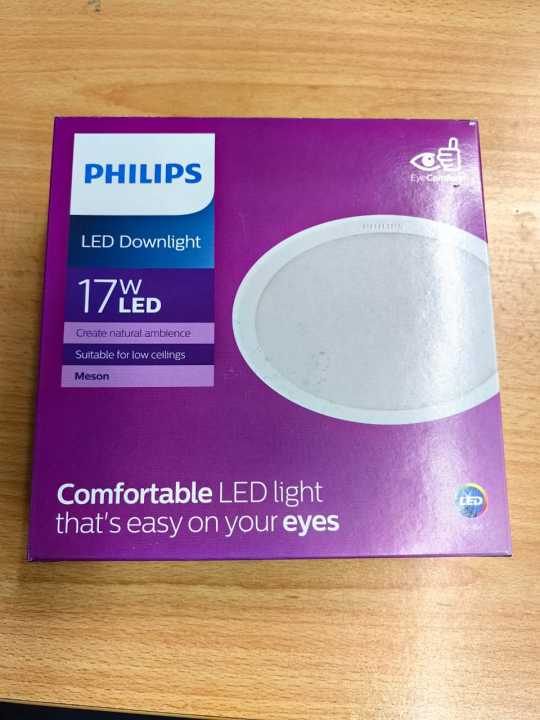 PHILIPS
LED Downlight
17W LED
Create natural ambience
Suitable for low ceilings
Meson
EyeComfort
PHILIPS
Comfortable LED light
that's easy on your eyes
LED